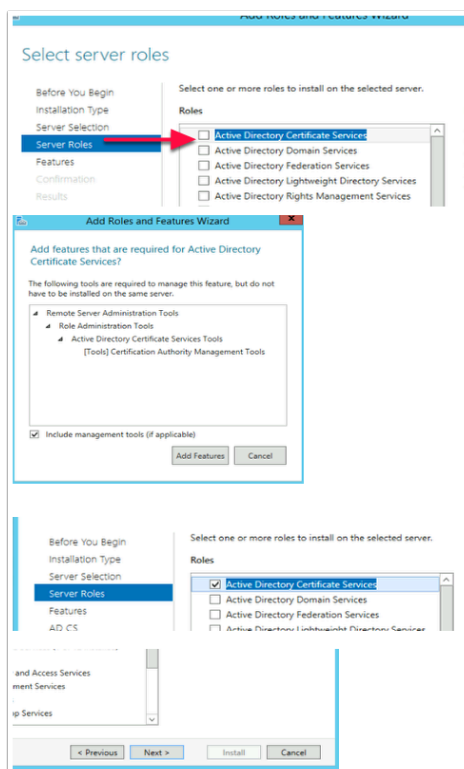 Add Roles and Features Wizard
Select server roles
Before You Begin
Installation Type
Server Selection
Server Roles
Features
Confirmation
Results
Select one or more roles to install on the selected server.
Roles
Active Directory Certificate Services
Active Directory Domain Services
Active Directory Federation Services
Active Directory Lightweight Directory Services
Active Directory Rights Management Services
Add Roles and Features Wizard
Add features that are required for Active Directory
Certificate Services?
The following tools are required to manage this feature, but do not
have to be installed on the same server.
Remote Server Administration Tools
Role Administration Tools
Active Directory Certificate Services Tools
[Tools] Certification Authority Management Tools
Include management tools (if applicable)
Add Features
Cancel
Before You Begin
Installation Type
Server Selection
Server Roles
Features
AD CS
Select one or more roles to install on the selected server.
Roles
Active Directory Certificate Services
Active Directory Domain Services
Active Directory Federation Services
Active Directory Lightweight Directory Services
and Access Services
ment Services
p Services
< Previous
Next >
Install
Cancel